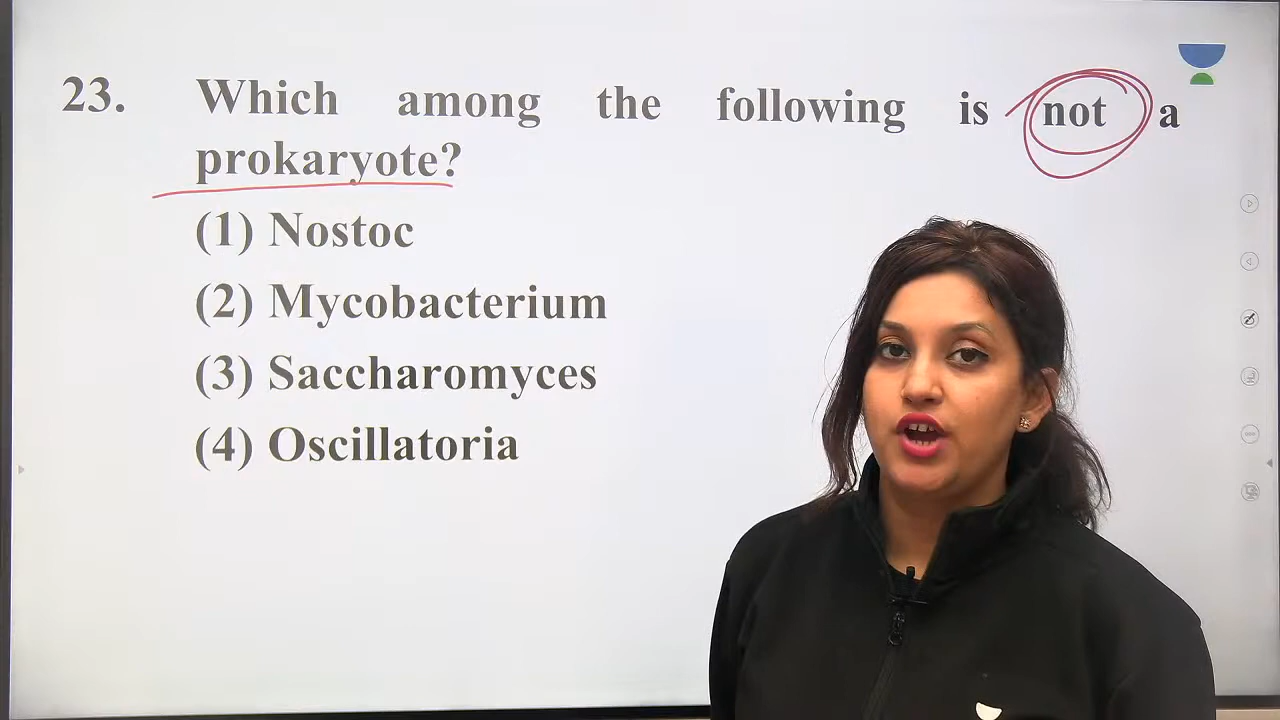 23. Which among the following is not a
prokaryote?
(1) Nostoc
(2) Mycobacterium
(3) Saccharomyces
(4) Oscillatoria